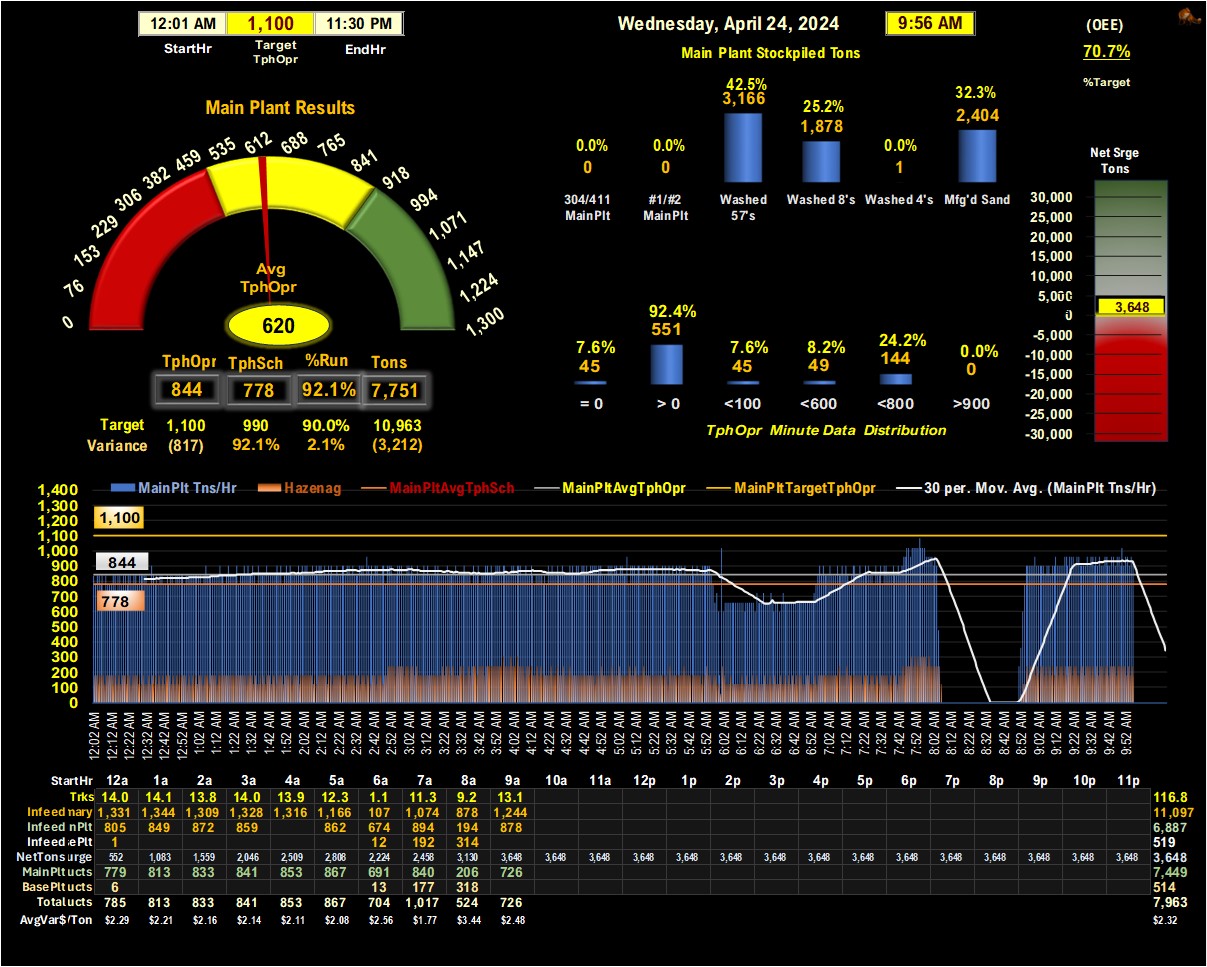 12:01 AM 1,100 11:30 PM
StartHr Target TphOpr EndHr
Wednesday, April 24, 2024 9:56 AM
(OEE)
70.7%
%Target
Main Plant Stockpiled Tons
42.5% 25.2% 32.3%
3,166 1,878 2,404
0.0% 0.0% 0.0%
0 0 1
304/411 MainPlt #1/#2 MainPlt Washed 57's Washed 8's Washed 4's Mfg'd Sand
Main Plant Results
0 76 153 229 306 382 459 535 612 688 765 841 918 994 1,071 1,147 1,224 1,300
Avg
TphOpr
620
TphOpr TphSch %Run Tons
844 778 92.1% 7,751
Target 1,100 990 90.0% 10,963
Variance (817) 92.1% 2.1% (3,212)
7.6% 92.4% 7.6% 8.2% 24.2% 0.0%
45 551 45 49 144 0
= 0 > 0 <100 <600 <800 >900
TphOpr Minute Data Distribution
Net Srge
Tons
30,000
25,000
20,000
15,000
10,000
5,000
3,648
0
-5,000
-10,000
-15,000
-20,000
-25,000
-30,000
MainPlt Tns/Hr Hazenag MainPltAvgTphSch MainPltAvgTphOpr MainPltTargetTphOpr 30 per. Mov. Avg. (MainPlt Tns/Hr)
1,400
1,300
1,200
1,100
1,000
900
800
700
600
500
400
300
200
100
0
1,100
844
778
12:02 AM 12:12 AM 12:22 AM 12:32 AM 12:42 AM 12:52 AM 1:02 AM 1:12 AM 1:22 AM 1:32 AM 1:42 AM 1:52 AM 2:02 AM 2:12 AM 2:22 AM 2:32 AM 2:42 AM 2:52 AM 3:02 AM 3:12 AM 3:22 AM 3:32 AM 3:42 AM 3:52 AM 4:02 AM 4:12 AM 4:22 AM 4:32 AM 4:42 AM 4:52 AM 5:02 AM 5:12 AM 5:22 AM 5:32 AM 5:42 AM 5:52 AM 6:02 AM 6:12 AM 6:22 AM 6:32 AM 6:42 AM 6:52 AM 7:02 AM 7:12 AM 7:22 AM 7:32 AM 7:42 AM 7:52 AM 8:02 AM 8:12 AM 8:22 AM 8:32 AM 8:42 AM 8:52 AM 9:02 AM 9:12 AM 9:22 AM 9:32 AM 9:42 AM 9:52 AM
StartHr 12a 1a 2a 3a 4a 5a 6a 7a 8a 9a 10a 11a 12p 1p 2p 3p 4p 5p 6p 7p 8p 9p 10p 11p
Trks 14.0 14.1 13.8 14.0 13.9 12.3 1.1 11.3 9.2 13.1 116.8
Infeed mary 1,331 1,344 1,309 1,328 1,316 1,166 107 1,074 878 1,244 11,097
Infeed nPlt 805 849 872 859 862 674 894 194 878 6,887
Infeed ePlt 1 12 192 314 519
NetTons urge 552 1,083 1,559 2,046 2,509 2,808 2,224 2,458 3,130 3,648 3,648 3,648 3,648 3,648 3,648 3,648 3,648 3,648 3,648 3,648 3,648 3,648 3,648 3,648 3,648
MainPlt ucts 779 813 833 841 853 867 691 840 206 726 7,449
BasePlt ucts 6 13 177 318 514
Total ucts 785 813 833 841 853 867 704 1,017 524 726 7,963
AvgVar$/Ton $2.29 $2.21 $2.16 $2.14 $2.11 $2.08 $2.56 $1.77 $3.44 $2.48 $2.32